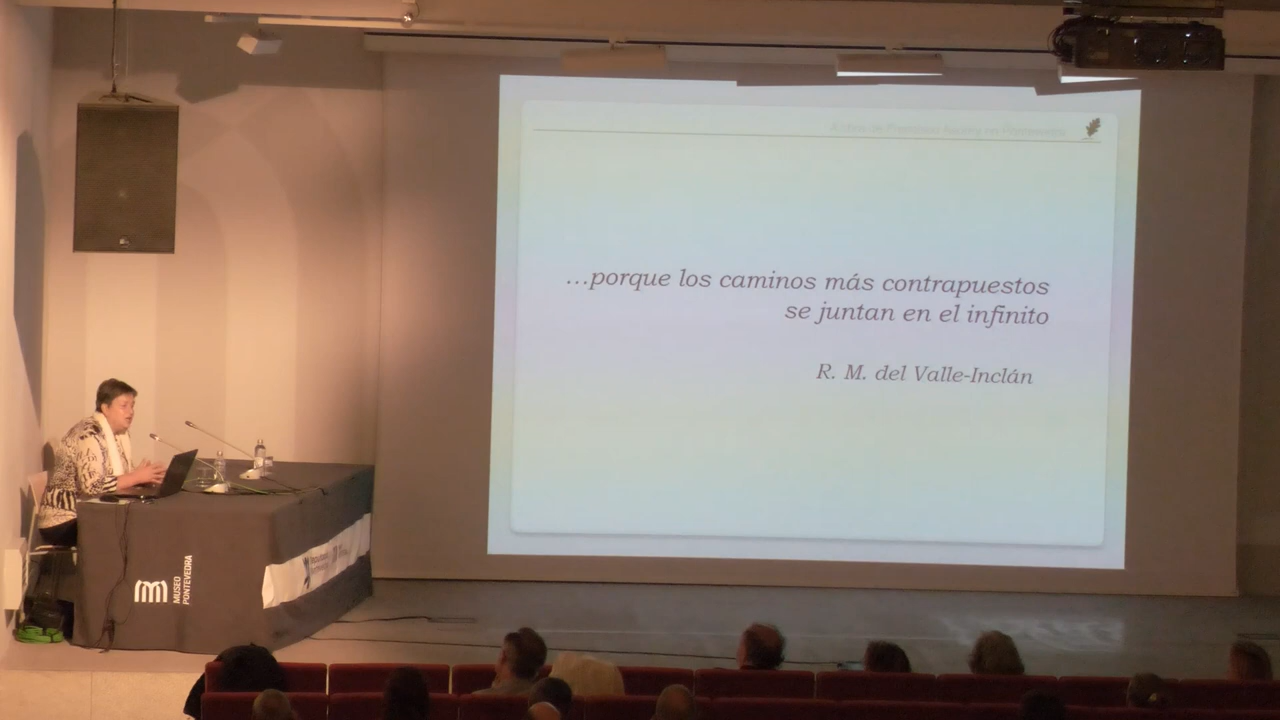 …porque los caminos más contrapuestos
se juntan en el infinito
R. M. del Valle-Inclán
MUSEO
PONTEVEDRA